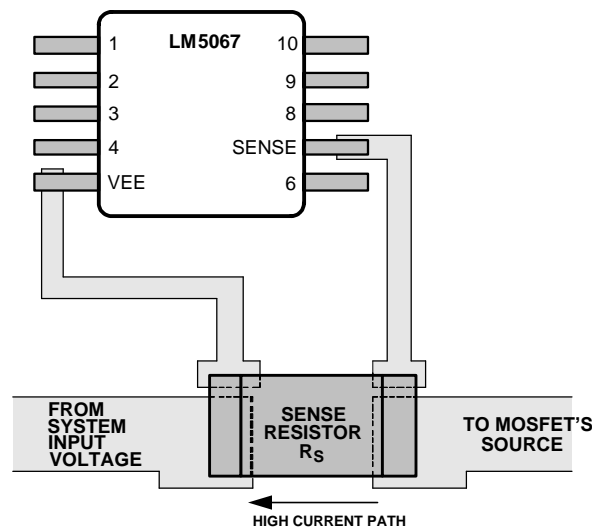 LM5067
1
10
2
9
3
8
4
SENSE
VEE
6
FROM
SYSTEM
INPUT
VOLTAGE
SENSE
RESISTOR
RS
TO MOSFET'S
SOURCE
HIGH CURRENT PATH